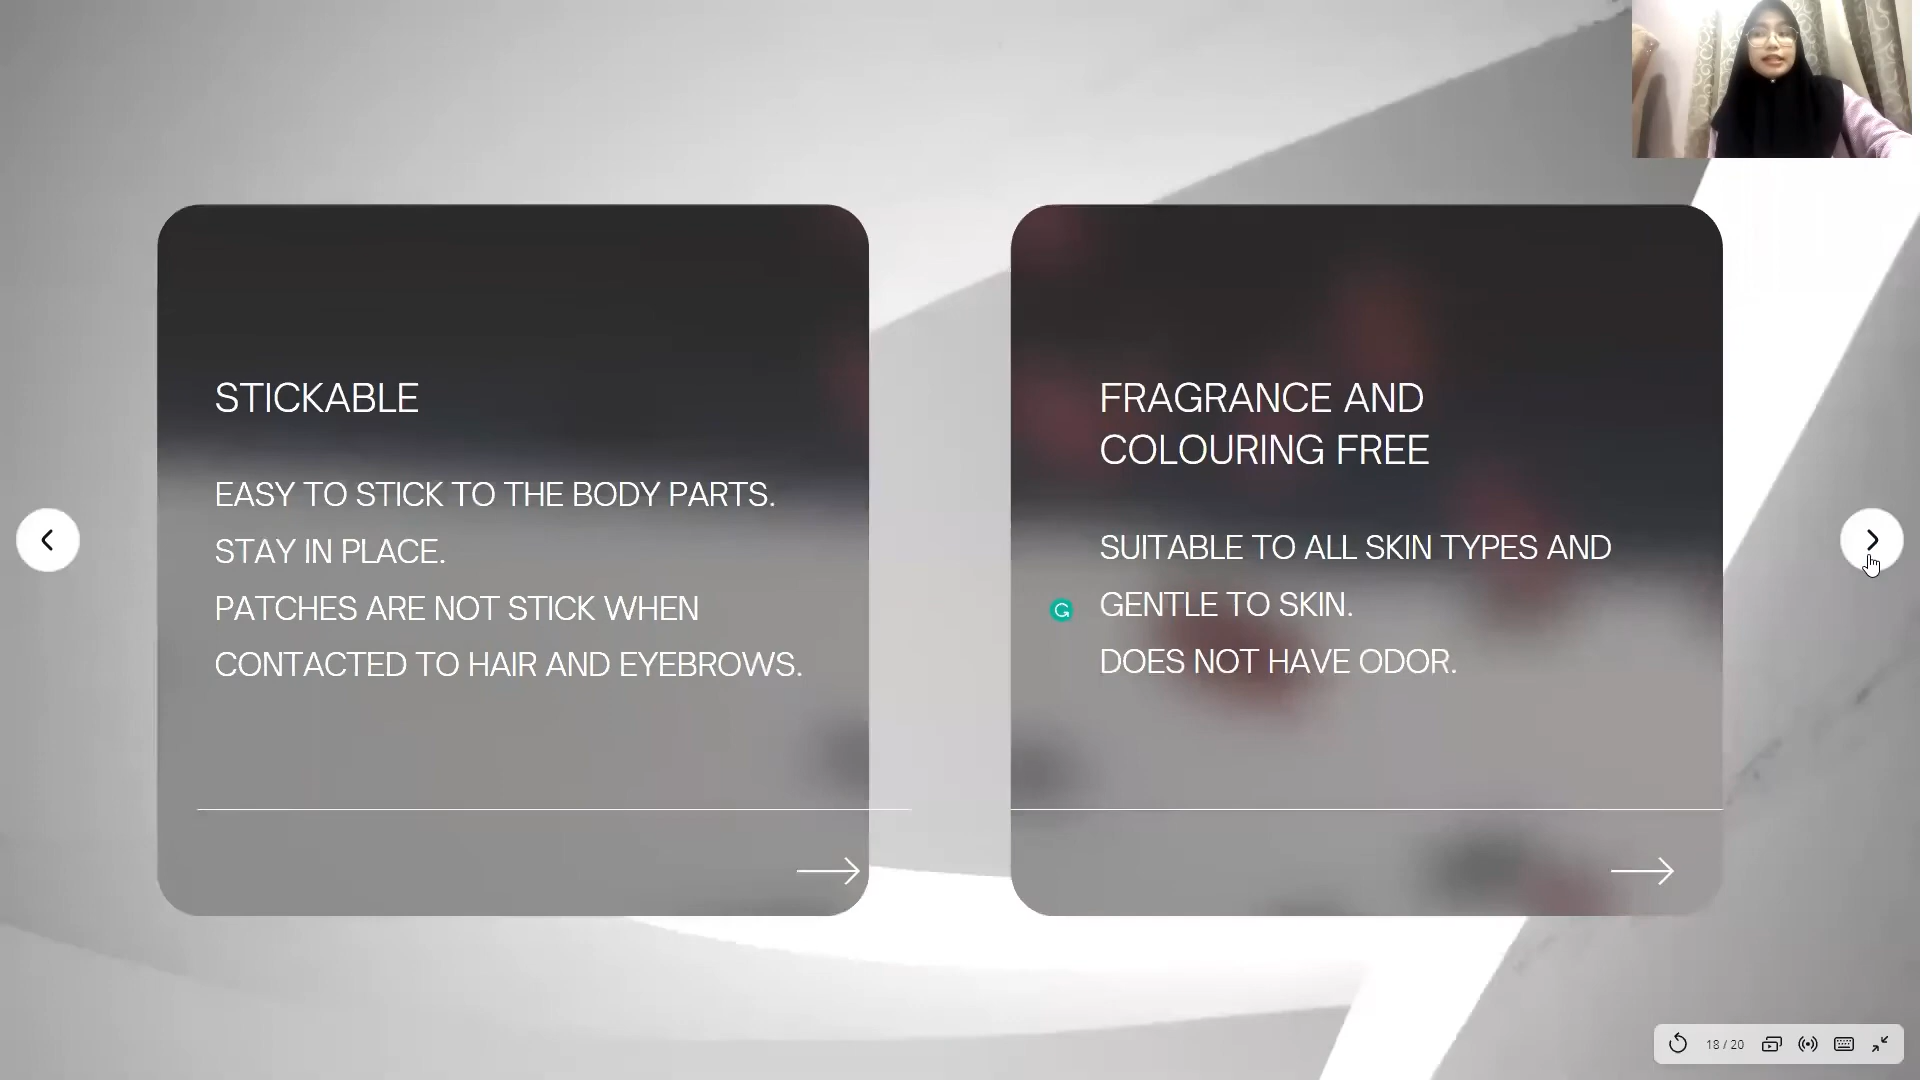 STICKABLE
EASY TO STICK TO THE BODY PARTS.
STAY IN PLACE.
PATCHES ARE NOT STICK WHEN
CONTACTED TO HAIR AND EYEBROWS.
FRAGRANCE AND
COLOURING FREE
SUITABLE TO ALL SKIN TYPES AND
GENTLE TO SKIN.
DOES NOT HAVE ODOR.
18 / 20